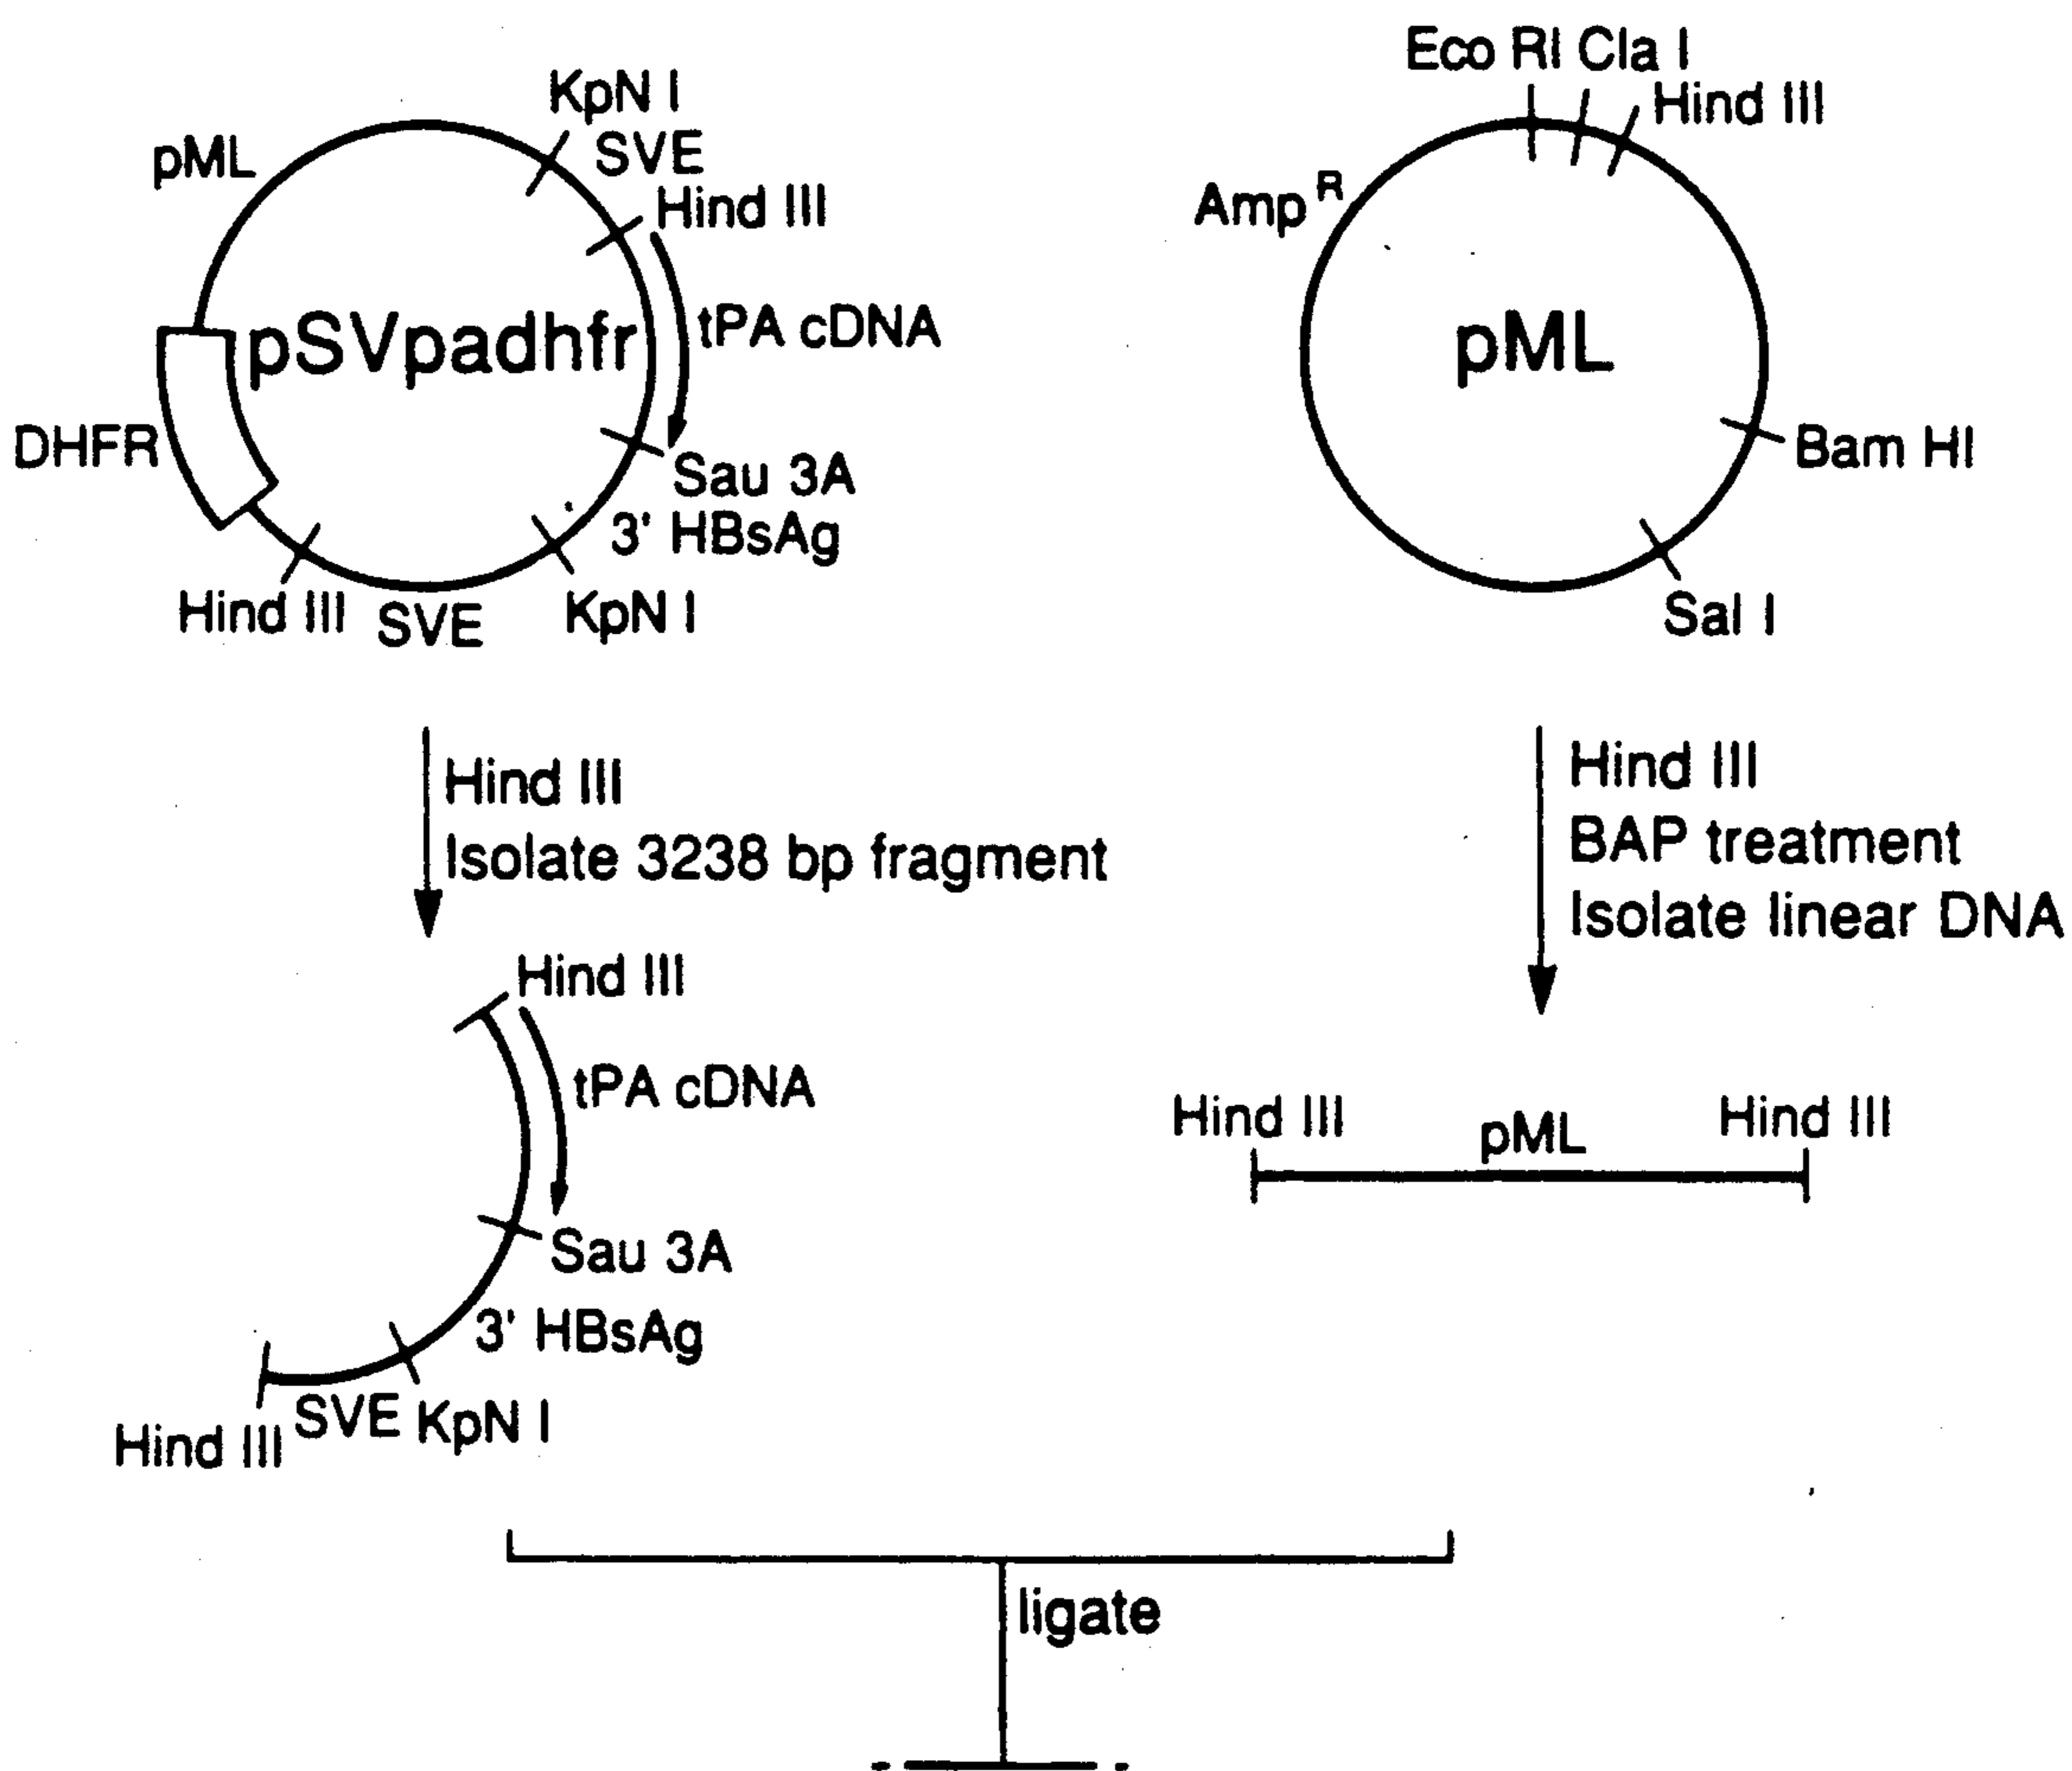 KpN I
SVE
Hind III
pML
pSVpadhfr
tPA cDNA
DHFR
Sau 3A
3' HBsAg
Hind III
SVE
KpN I
Eco RI Cla I
Hind III
Amp R
pML
Bam HI
Sal I
Hind III
Isolate 3238 bp fragment
Hind III
BAP treatment
Isolate linear DNA
Hind III
tPA cDNA
Sau 3A
3' HBsAg
SVE KpN I
Hind III
Hind III
pML
Hind III
ligate